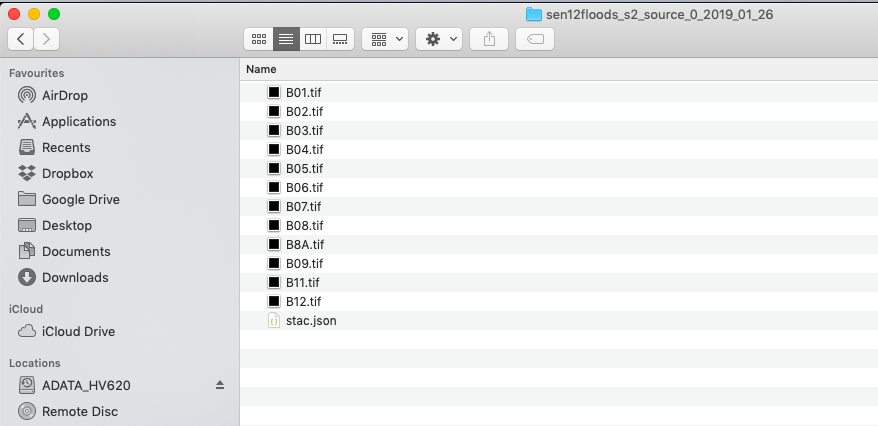 sen12floods_s2_source_0_2019_01_26
Favourites
AirDrop
Applications
Recents
Dropbox
Google Drive
Desktop
Documents
Downloads
iCloud
iCloud Drive
Locations
ADATA_HV620
Remote Disc
Name
B01.tif
B02.tif
B03.tif
B04.tif
B05.tif
B06.tif
B07.tif
B08.tif
B8A.tif
B09.tif
B11.tif
B12.tif
stac.json